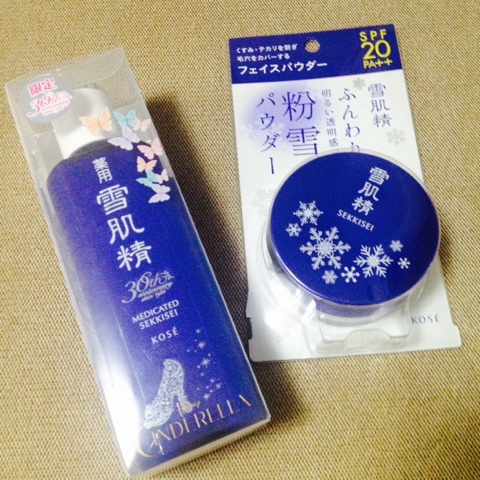 限定
30th
薬用
雪肌精
30th
anniversary
MEDICATED
SEKKISEI
KOSÉ
Disney
CINDERELLA
くすみ・テカリを防ぎ
毛穴をカバーする
フェイスパウダー
SPF
20
PA++
雪肌精
ふんわり
明るい透明感
粉雪
パウダー
雪肌精
SEKKISEI
KOSÉ